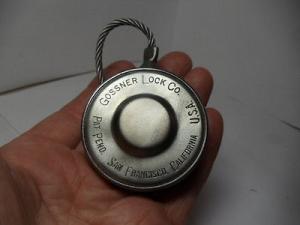 GOSSNER LOCK CO. U.S.A.
PAT. PEND. SAN FRANCISCO, CALIFORNIA